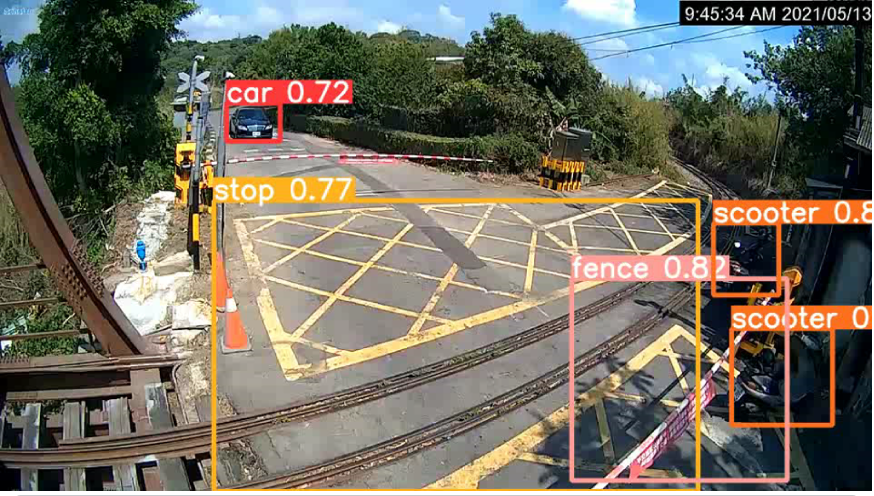 9:45:34 AM 2021/05/13
car 0.72
stop 0.77
scooter 0.8
fence 0.82
scooter 0.